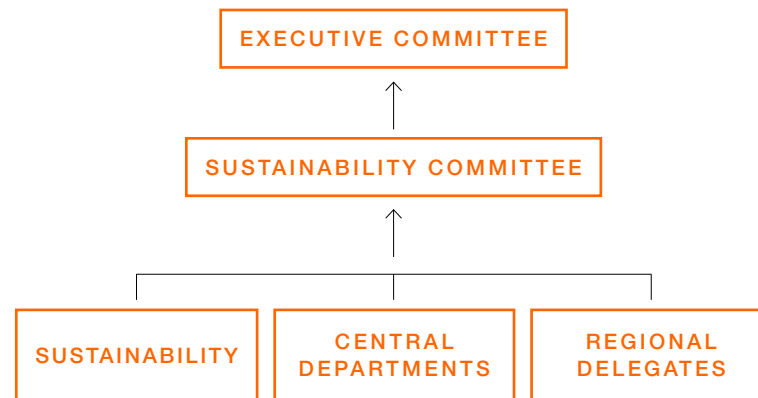 EXECUTIVE COMMITTEE
SUSTAINABILITY COMMITTEE
SUSTAINABILITY
CENTRAL
DEPARTMENTS
REGIONAL
DELEGATES